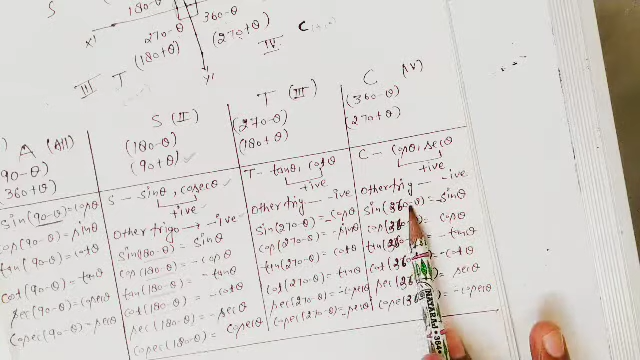 S
180-θ
360-θ
X'
270-θ
(270+θ)
(180+θ)
IV
C
III T
Y'
A (All)
S (II)
T (III)
C (IV)
90-θ)
360+θ)
(180-θ)
(90+θ)
(270-θ)
(180+θ)
(360-θ)
(270+θ)
S - sinθ, cosecθ
+ive
Other trigo → -ive
T - tanθ, cotθ
+ive
Other trig - -ive
C - cosθ, secθ
+ive
Other trig - -ive
sin(90-θ)=cosθ
cos(90-θ)=sinθ
tan(90-θ)=cotθ
cot(90-θ)=tanθ
sec(90-θ)=cosecθ
cosec(90-θ)=secθ
sin(180-θ) - sinθ
cos(180-θ) = -cosθ
tan(180-θ) = -tanθ
cot(180-θ) = -cotθ
sec(180-θ) = -secθ
cosec(180-θ) = cosecθ
sin(270-θ) = -cosθ
cos(270-θ) = -sinθ
tan(270-θ) = cotθ
cot(270-θ) = tanθ
sec(270-θ) = -cosecθ
cosec(270-θ) = -secθ
sin(360-θ) = -sinθ
cosθ
-tanθ
-cotθ
secθ
-cosecθ
NATARAJ